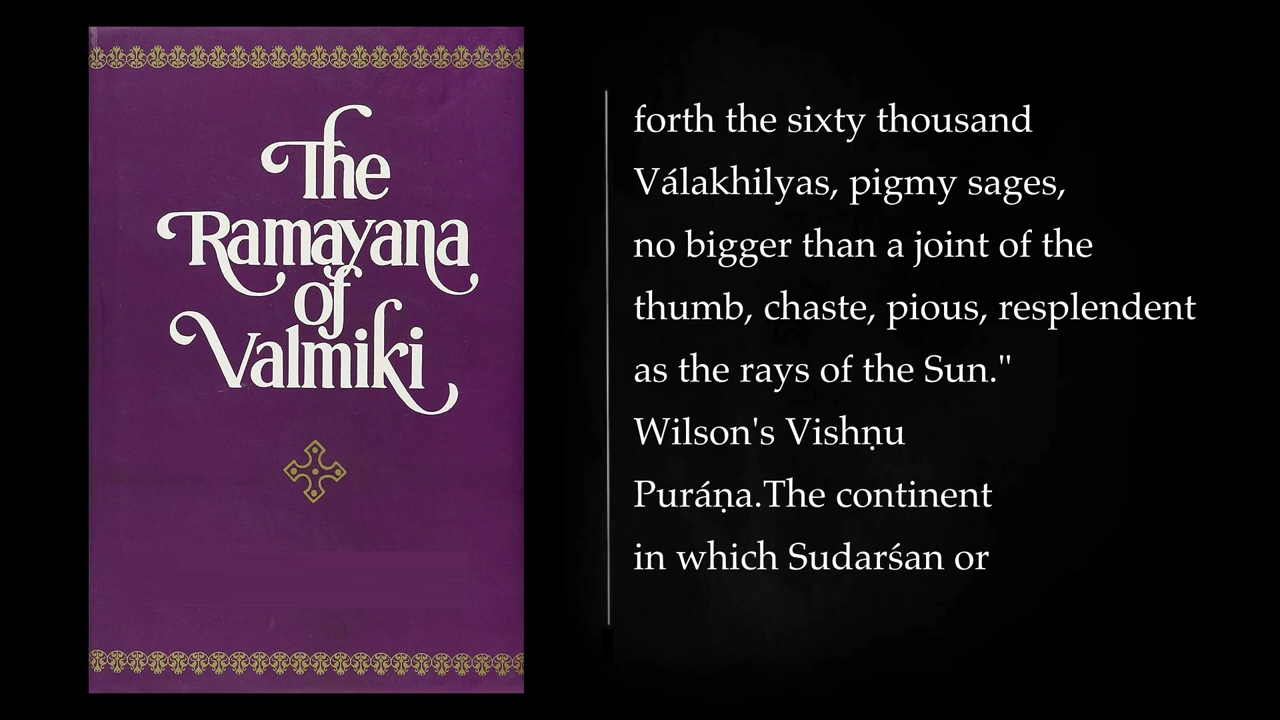 The
Ramayana
of
Valmiki
forth the sixty thousand
Válakhilyas, pigmy sages,
no bigger than a joint of the
thumb, chaste, pious, resplendent
as the rays of the Sun."
Wilson's Vishṇu
Puráṇa.The continent
in which Sudarśan or